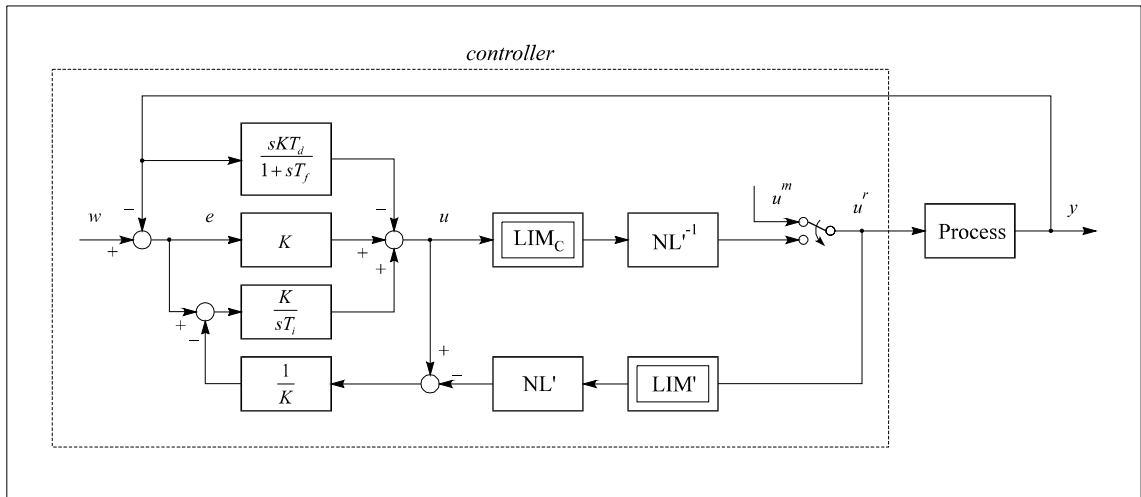 controller
sKT_d
1 + sT_f
w
−
+
e
K
−
+
+
u
LIM_C
NL'^-1
u^m
u^r
Process
y
+
−
K
sT_i
1
K
+
−
NL'
LIM'